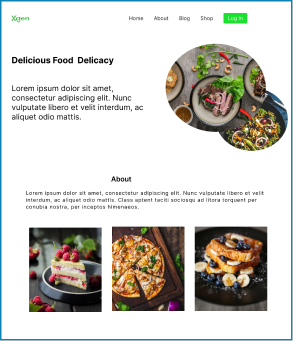 Xgen
Home About Blog Shop Log In
Delicious Food Delicacy
Lorem ipsum dolor sit amet,
consectetur adipiscing elit. Nunc
vulputate libero et velit interdum, ac
aliquet odio mattis.
About
Lorem ipsum dolor sit amet, consectetur adipiscing elit. Nunc vulputate libero et velit
interdum, ac aliquet odio mattis. Class aptent taciti sociosqu ad litora torquent per
conubia nostra, per inceptos himenaeos.